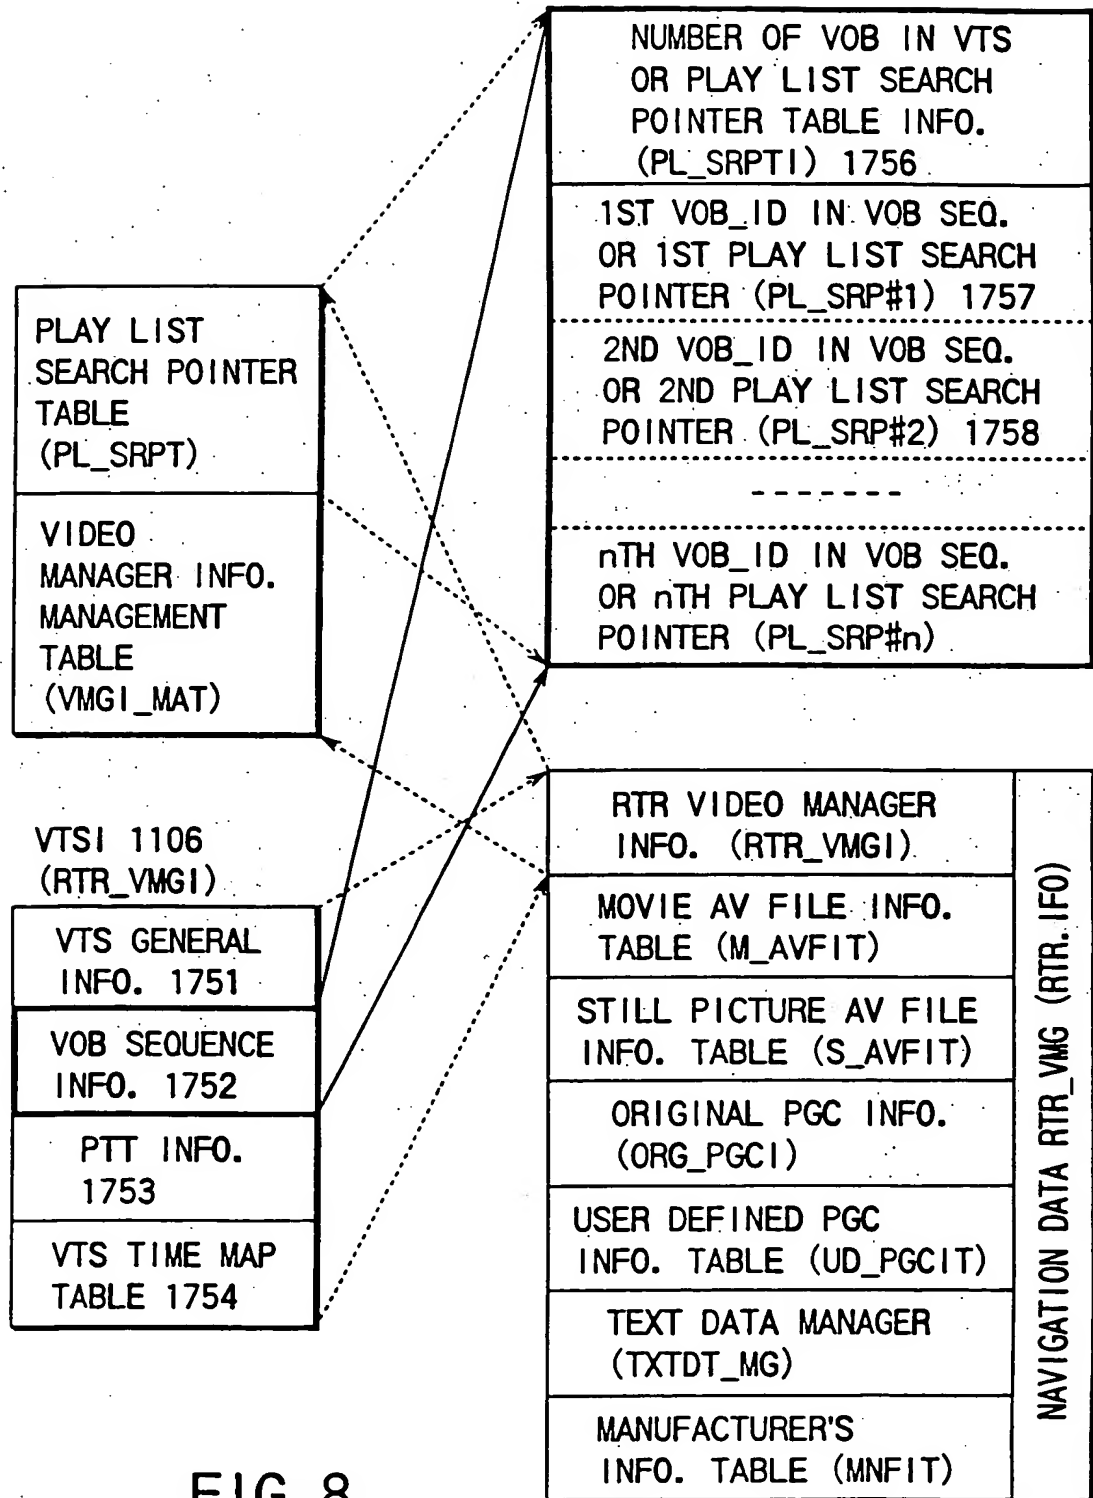 NUMBER OF VOB IN VTS
OR PLAY LIST SEARCH
POINTER TABLE INFO.
(PL_SRPTI) 1756
1ST VOB_ID IN VOB SEQ.
OR 1ST PLAY LIST SEARCH
POINTER (PL_SRP#1) 1757
2ND VOB_ID IN VOB SEQ.
OR 2ND PLAY LIST SEARCH
POINTER (PL_SRP#2) 1758
-------
nTH VOB_ID IN VOB SEQ.
OR nTH PLAY LIST SEARCH
POINTER (PL_SRP#n)
PLAY LIST
SEARCH POINTER
TABLE
(PL_SRPT)
VIDEO
MANAGER INFO.
MANAGEMENT
TABLE
(VMGI_MAT)
VTSI 1106
(RTR_VMGI)
VTS GENERAL
INFO. 1751
VOB SEQUENCE
INFO. 1752
PTT INFO.
1753
VTS TIME MAP
TABLE 1754
RTR VIDEO MANAGER
INFO. (RTR_VMGI)
MOVIE AV FILE INFO.
TABLE (M_AVFIT)
STILL PICTURE AV FILE
INFO. TABLE (S_AVFIT)
ORIGINAL PGC INFO.
(ORG_PGCI)
USER DEFINED PGC
INFO. TABLE (UD_PGCIT)
TEXT DATA MANAGER
(TXTDT_MG)
MANUFACTURER'S
INFO. TABLE (MNFIT)
NAVIGATION DATA RTR_VMG (RTR.IFO)
FIG. 8